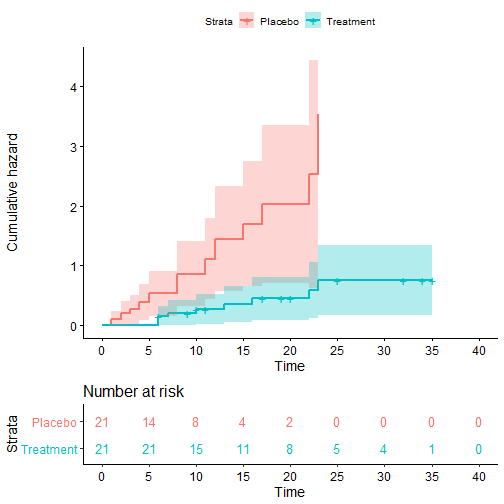 Strata Placebo Treatment
Cumulative hazard
4
3
2
1
0
0 5 10 15 20 25 30 35 40
Time
Number at risk
Strata
Placebo 21 14 8 4 2 0 0 0 0
Treatment 21 21 15 11 8 5 4 1 0
0 5 10 15 20 25 30 35 40
Time